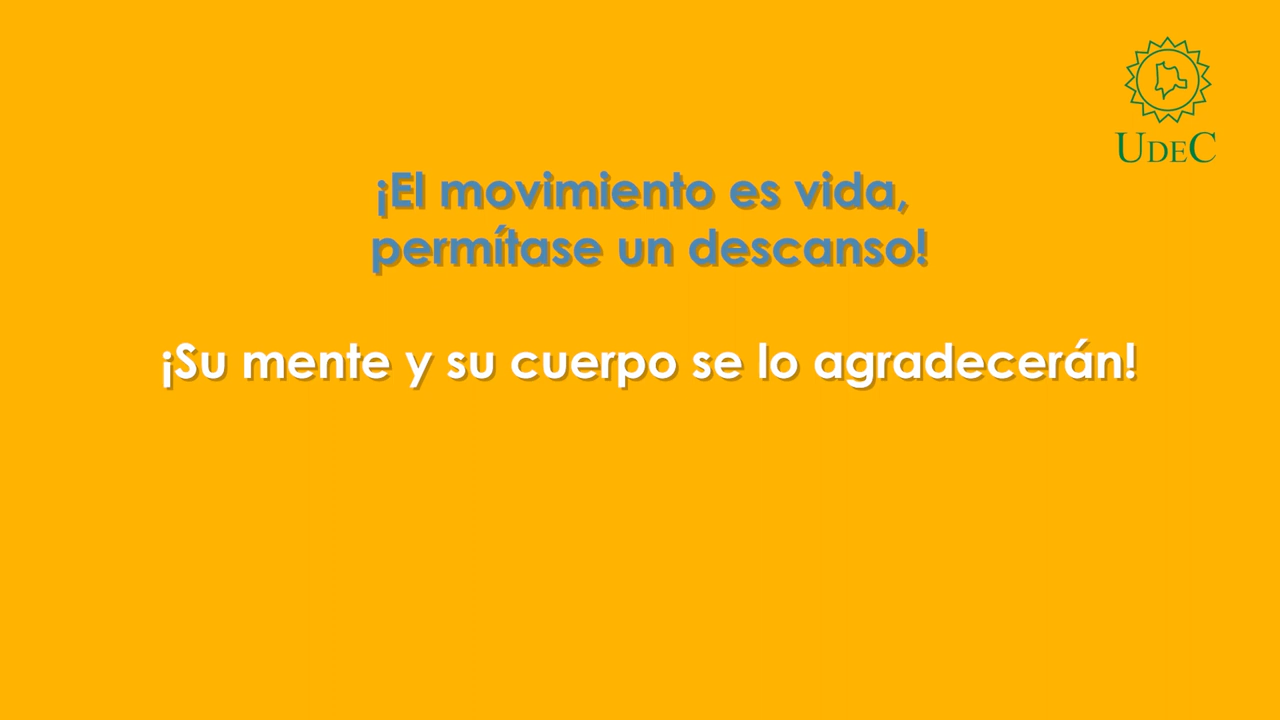 UDEC
¡El movimiento es vida,
permítase un descanso!
¡Su mente y su cuerpo se lo agradecerán!